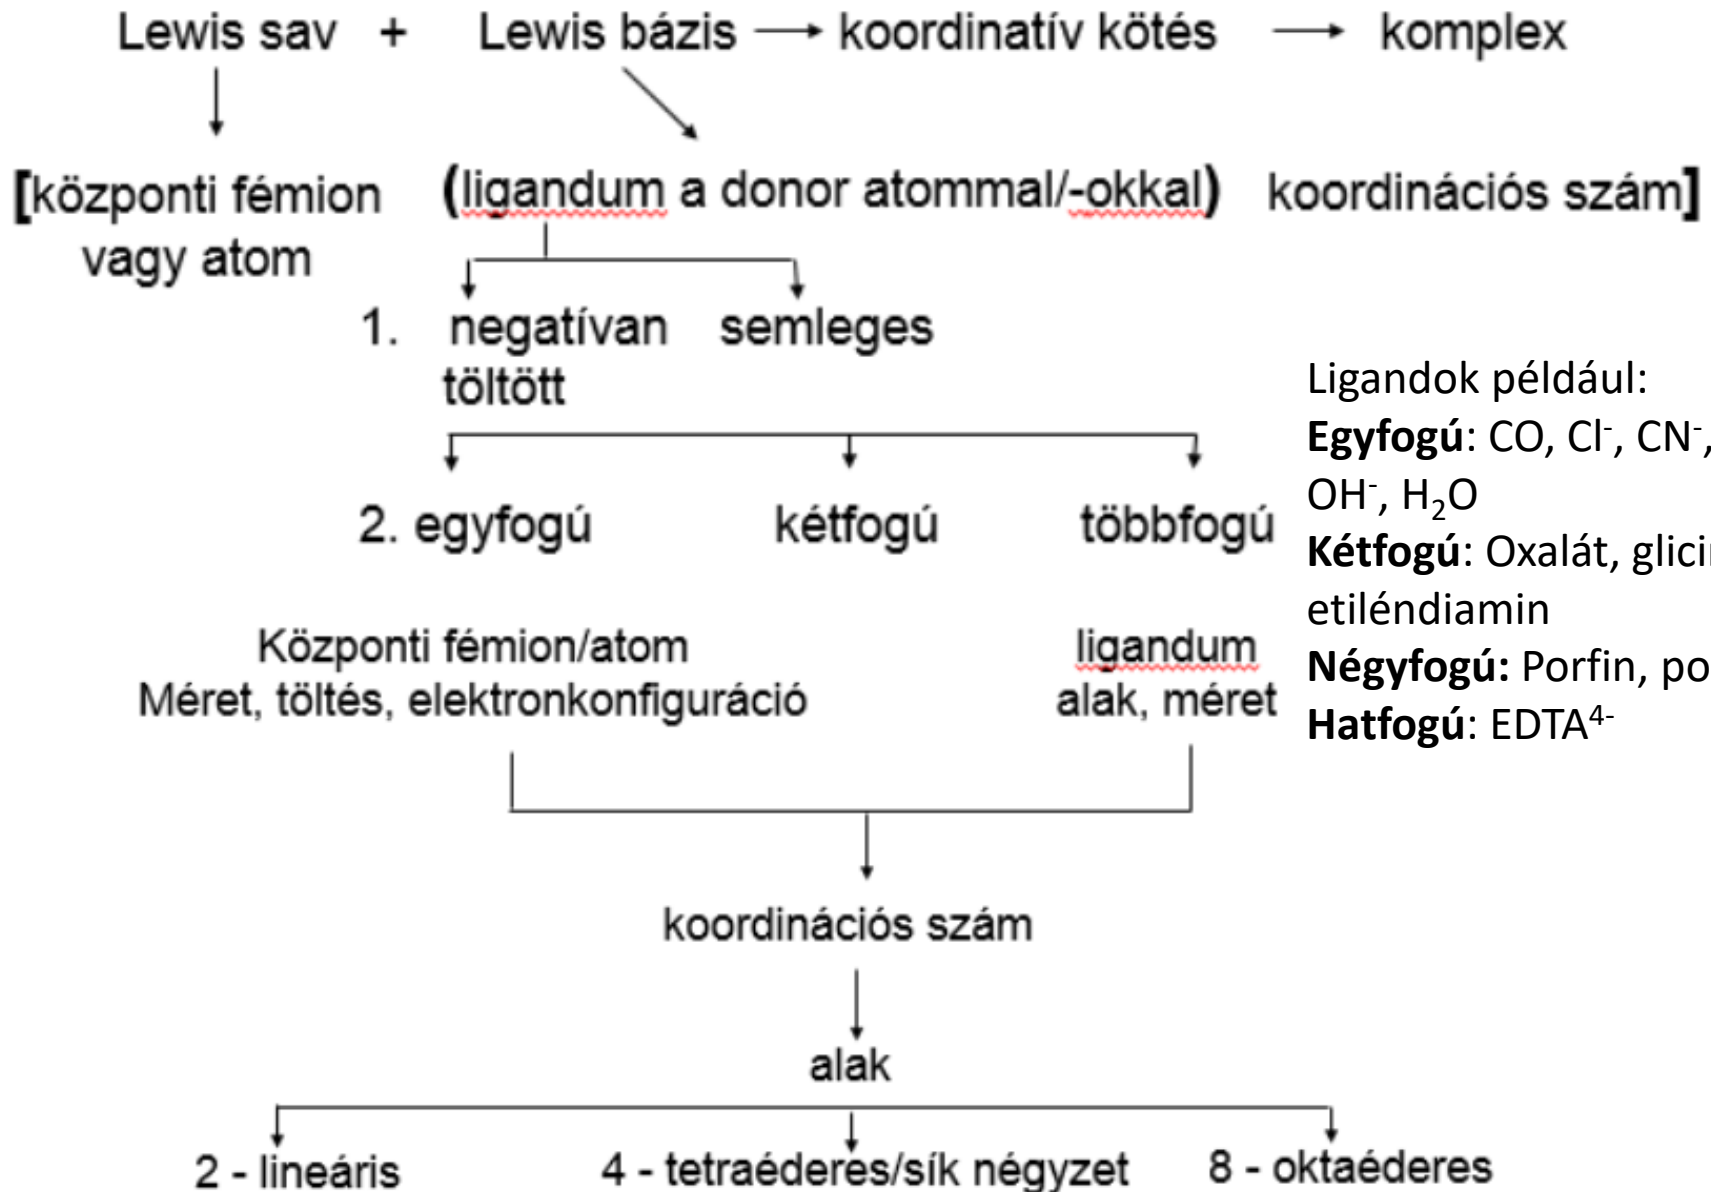 Lewis sav + Lewis bázis → koordinatív kötés → komplex
[központi fémion (ligandum a donor atommal/-okkal) koordinációs szám]
vagy atom
1. negatívan semleges
töltött
Ligandok például:
Egyfogú: CO, Cl⁻, CN⁻,
OH⁻, H₂O
2. egyfogú kétfogú többfogú
Kétfogú: Oxalát,
etiléndiamin
Négyfogú: Porfin,
Hatfogú: EDTA⁴⁻
Központi fémion/atom ligandum
Méret, töltés, elektronkonfiguráció alak, méret
koordinációs szám
alak
2 - lineáris 4 - tetraéderes/sík négyzet 8 - oktaéderes